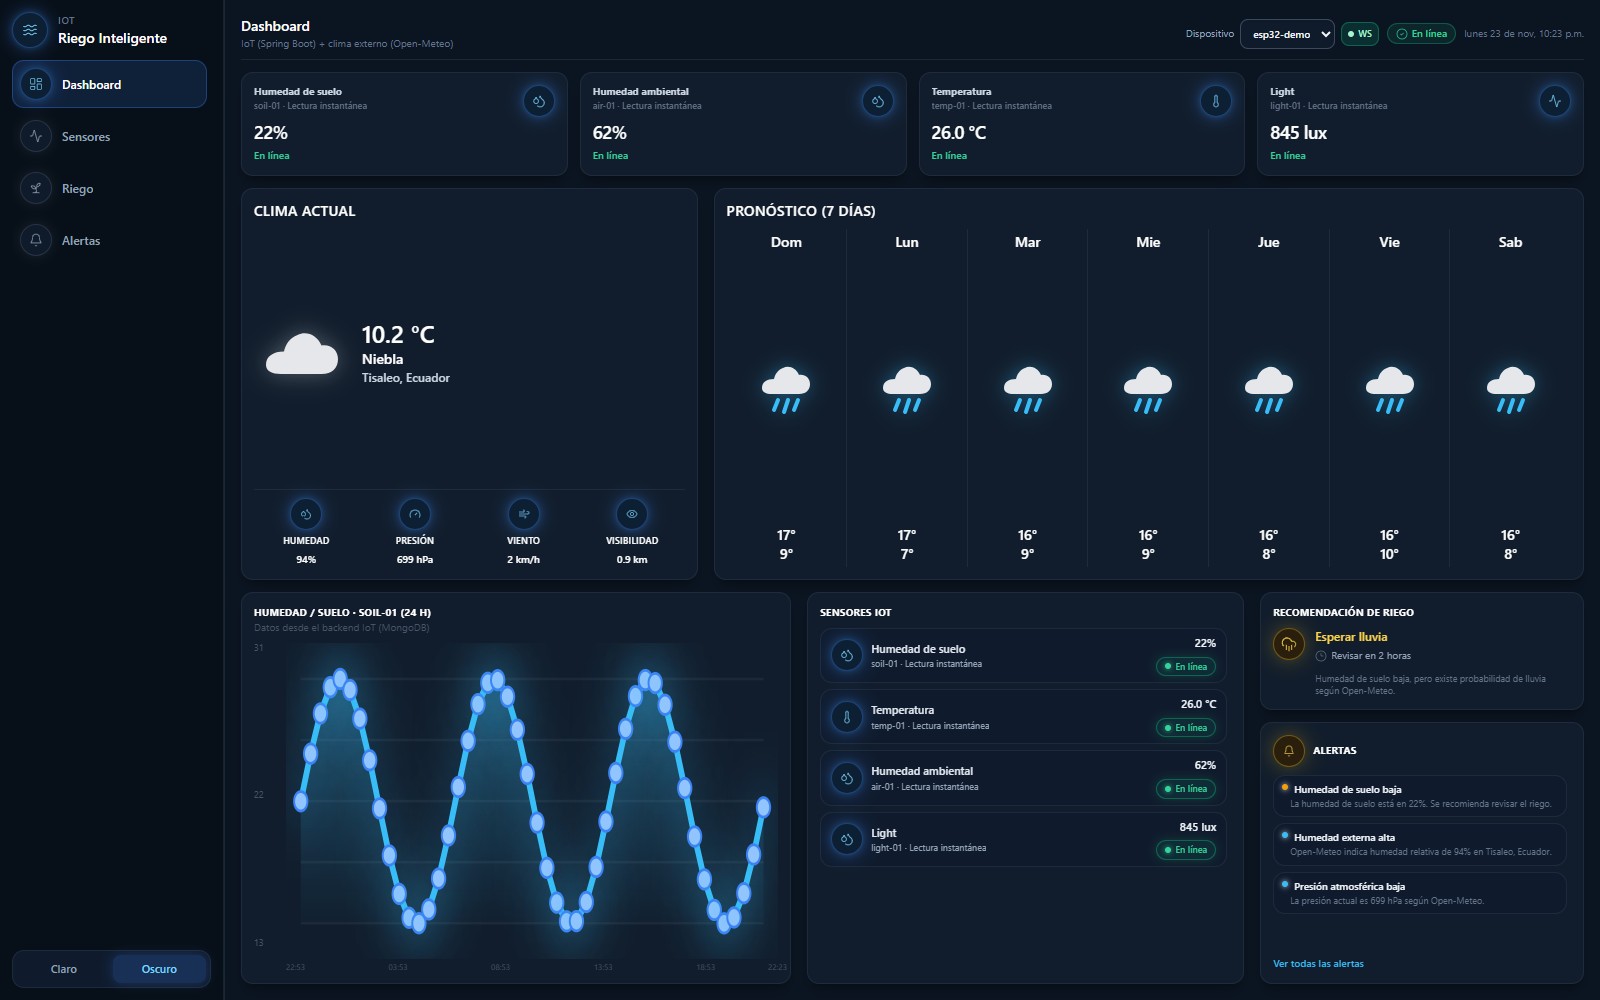 IOT
Riego Inteligente
Dashboard
Sensores
Riego
Alertas
Claro
Oscuro
Dashboard
IoT (Spring Boot) + clima externo (Open-Meteo)
Dispositivo
esp32-demo
WS
En línea
lunes 23 de nov, 10:23 p.m.
Humedad de suelo
soil-01 · Lectura instantánea
22%
En línea
Humedad ambiental
air-01 · Lectura instantánea
62%
En línea
Temperatura
temp-01 · Lectura instantánea
26.0 °C
En línea
Light
light-01 · Lectura instantánea
845 lux
En línea
CLIMA ACTUAL
10.2 °C
Niebla
Tisaleo, Ecuador
HUMEDAD
94%
PRESIÓN
699 hPa
VIENTO
2 km/h
VISIBILIDAD
0.9 km
PRONÓSTICO (7 DÍAS)
Dom Lun Mar Mie Jue Vie Sab
17° 17° 16° 16° 16° 16° 16°
9° 7° 9° 9° 8° 10° 8°
HUMEDAD / SUELO · SOIL-01 (24 H)
Datos desde el backend IoT (MongoDB)
31
22
13
22:53 03:53 08:53 13:53 18:53 22:23
SENSORES IOT
Humedad de suelo
soil-01 · Lectura instantánea
22%
En línea
Temperatura
temp-01 · Lectura instantánea
26.0 °C
En línea
Humedad ambiental
air-01 · Lectura instantánea
62%
En línea
Light
light-01 · Lectura instantánea
845 lux
En línea
RECOMENDACIÓN DE RIEGO
Esperar lluvia
Revisar en 2 horas
Humedad de suelo baja, pero existe probabilidad de lluvia
según Open-Meteo.
ALERTAS
Humedad de suelo baja
La humedad de suelo está en 22%. Se recomienda revisar el riego.
Humedad externa alta
Open-Meteo indica humedad relativa de 94% en Tisaleo, Ecuador.
Presión atmosférica baja
La presión actual es 699 hPa según Open-Meteo.
Ver todas las alertas